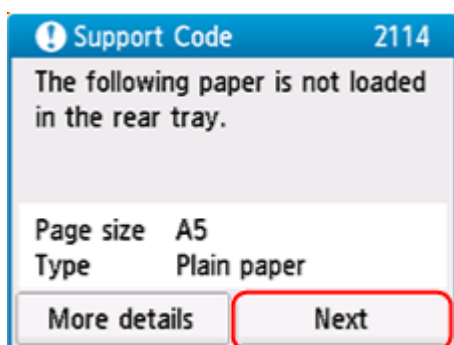 Support Code 2114
The following paper is not loaded
in the rear tray.
Page size A5
Type Plain paper
More details Next